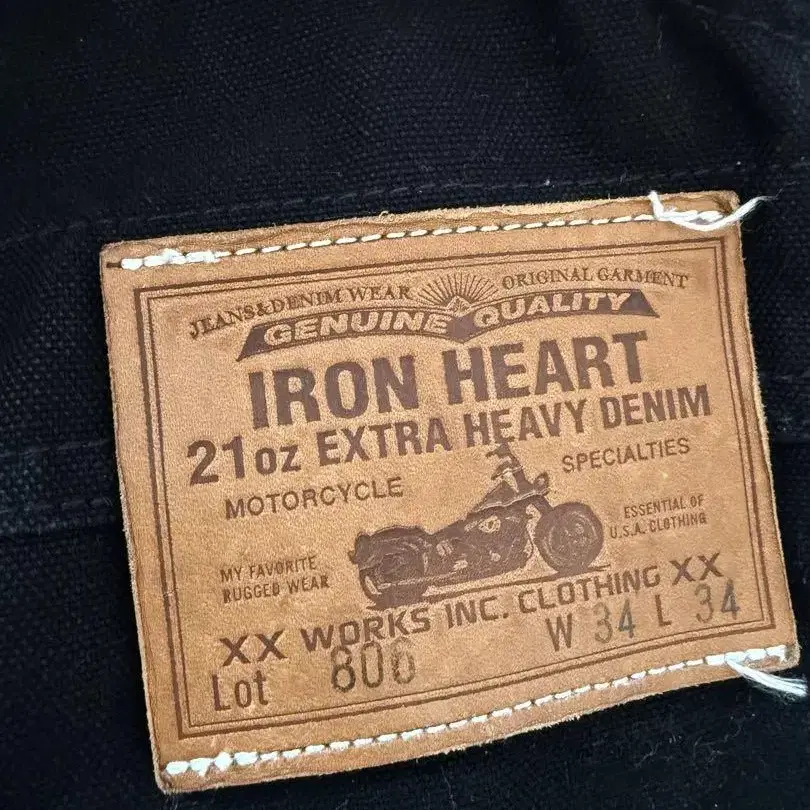 JEANS&DENIM WEAR ORIGINAL GARMENT
GENUINE QUALITY
IRON HEART
21oz EXTRA HEAVY DENIM
MOTORCYCLE SPECIALTIES
ESSENTIAL OF
U.S.A. CLOTHING
MY FAVORITE
RUGGED WEAR
XX WORKS INC. CLOTHING XX
Lot 806 W 34 L 34